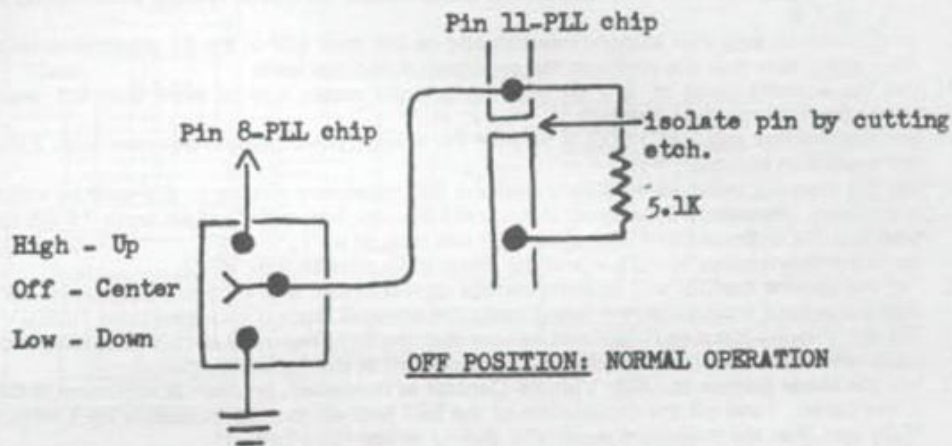 Pin 11-PLL chip
Pin 8-PLL chip
isolate pin by cutting
etch.
5.1K
High - Up
Off - Center
Low - Down
OFF POSITION: NORMAL OPERATION